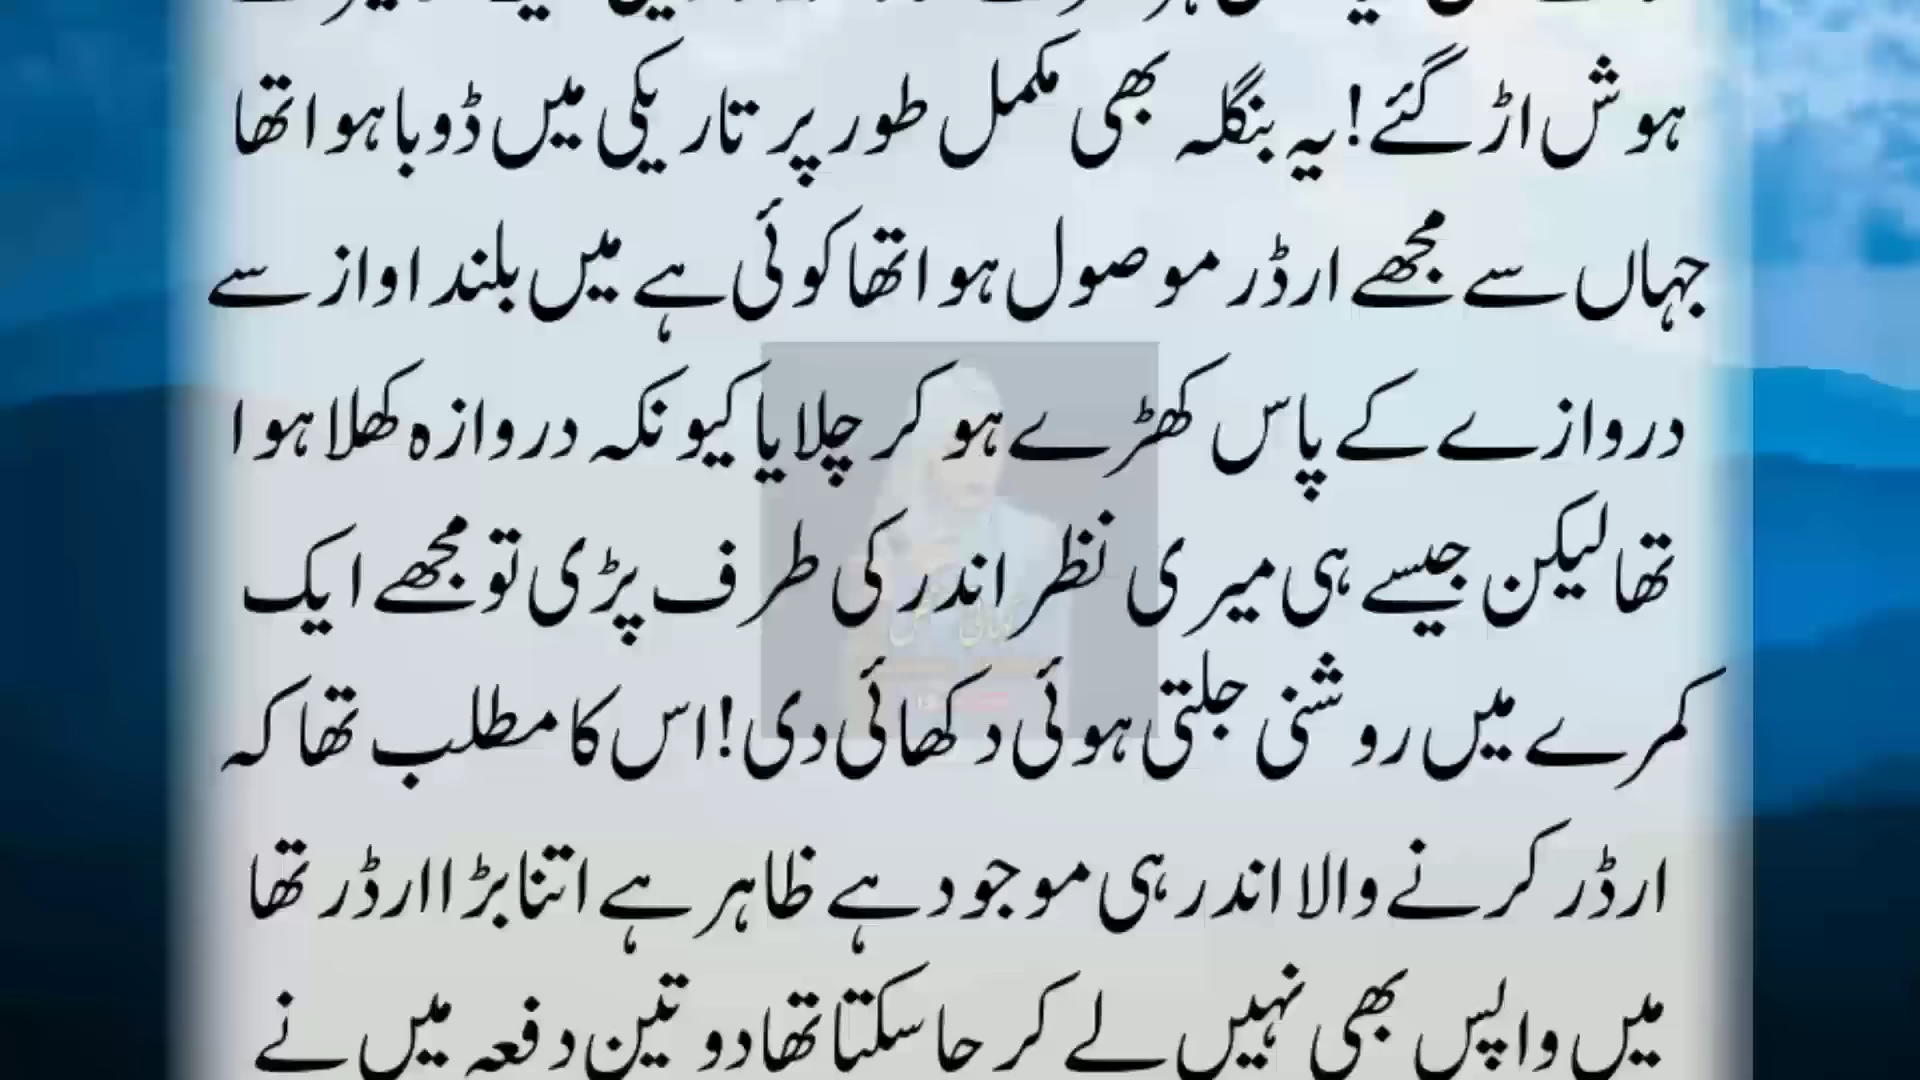 ہوش اڑ گئے! یہ بنگلہ بھی مکمل طور پر تاریکی میں ڈوبا ہوا تھا
جہاں سے مجھے ارڈر موصول ہوا تھا کوئی ہے میں بلند اواز سے
دروازے کے پاس کھڑے ہو کر چلایا کیونکہ دروازہ کھلا ہوا
تھا لیکن جیسے ہی میری نظر اندر کی طرف پڑی تو مجھے ایک
کمرے میں روشنی جلتی ہوئی دکھائی دی! اس کا مطلب تھا کہ
ارڈر کرنے والا اندر ہی موجود ہے ظاہر ہے اتنا بڑا ارڈر تھا
میں واپس بھی نہیں لے کر جا سکتا تھا دو تین دفعہ میں نے